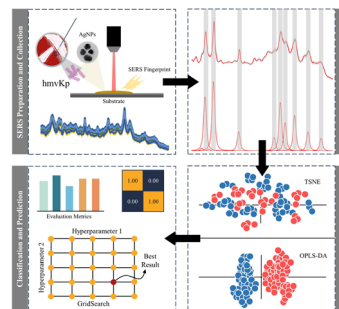 SERS Preparation and Collection
AgNPs
hmvKp
SERS Fingerprint
Substrate
TSNE
OPLS-DA
Classification and Prediction
Evaluation Metrics
1.00 0.00
0.00 1.00
Hyperparameter 1
Hyperparameter 2
Best
Result
GridSearch